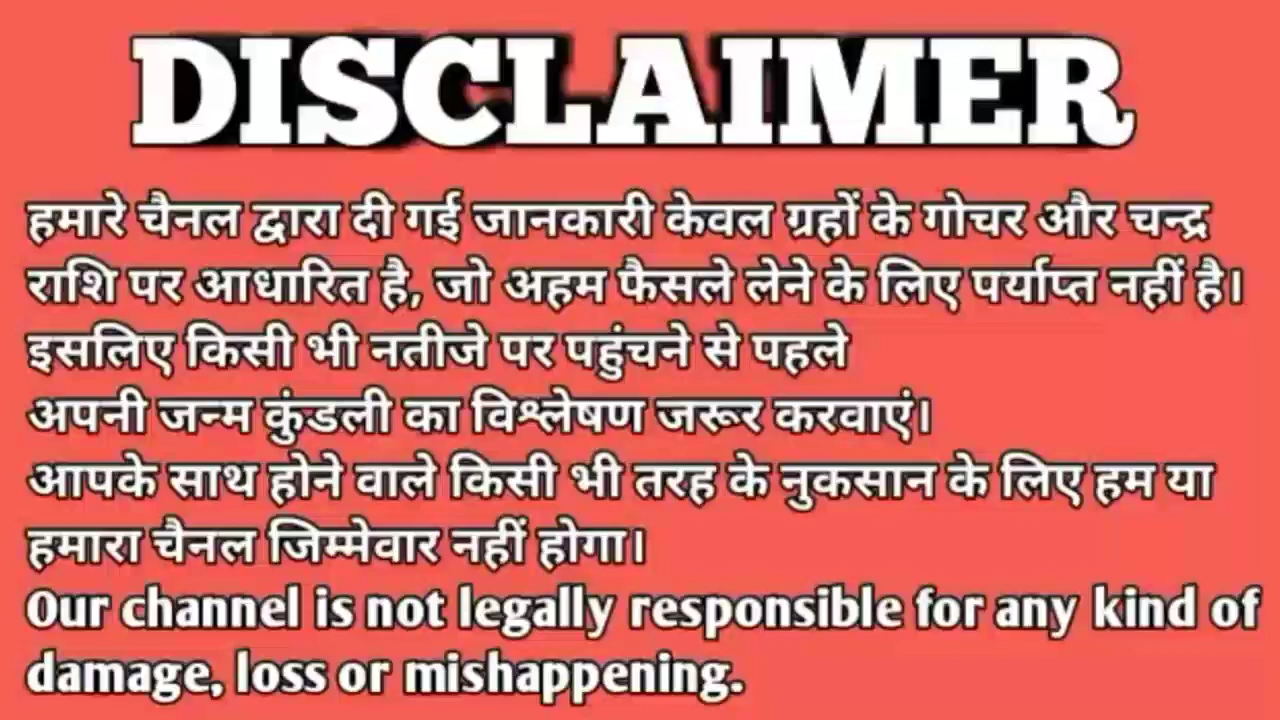 DISCLAIMER
हमारे चैनल द्वारा दी गई जानकारी केवल ग्रहों के गोचर और चन्द्र
राशि पर आधारित है, जो अहम फैसले लेने के लिए पर्याप्त नहीं है।
इसलिए किसी भी नतीजे पर पहुंचने से पहले
अपनी जन्म कुंडली का विश्लेषण जरूर करवाएं।
आपके साथ होने वाले किसी भी तरह के नुकसान के लिए हम या
हमारा चैनल जिम्मेवार नहीं होगा।
Our channel is not legally responsible for any kind of
damage, loss or mishappening.